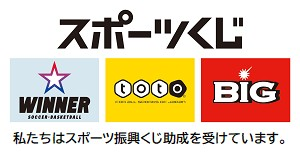 スポーツくじ
WINNER
SOCCER+BASKETBALL
toto
BIG
私たちはスポーツ振興くじ助成を受けています。